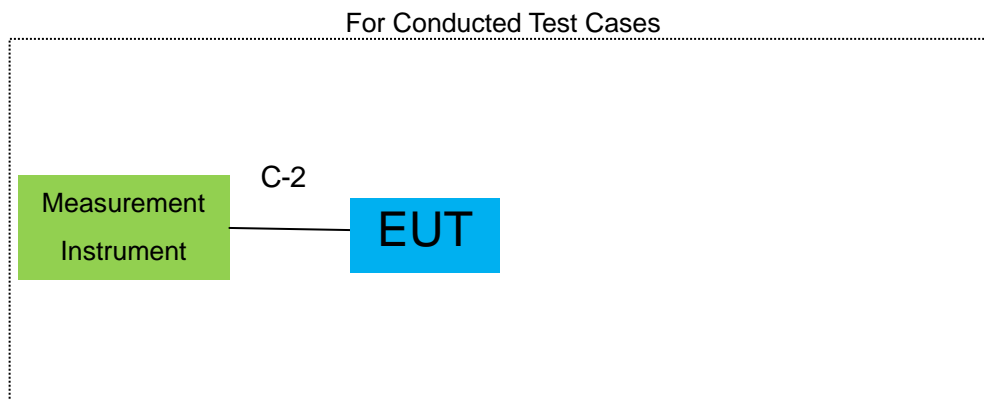 For Conducted Test Cases
C-2
Measurement
Instrument
EUT